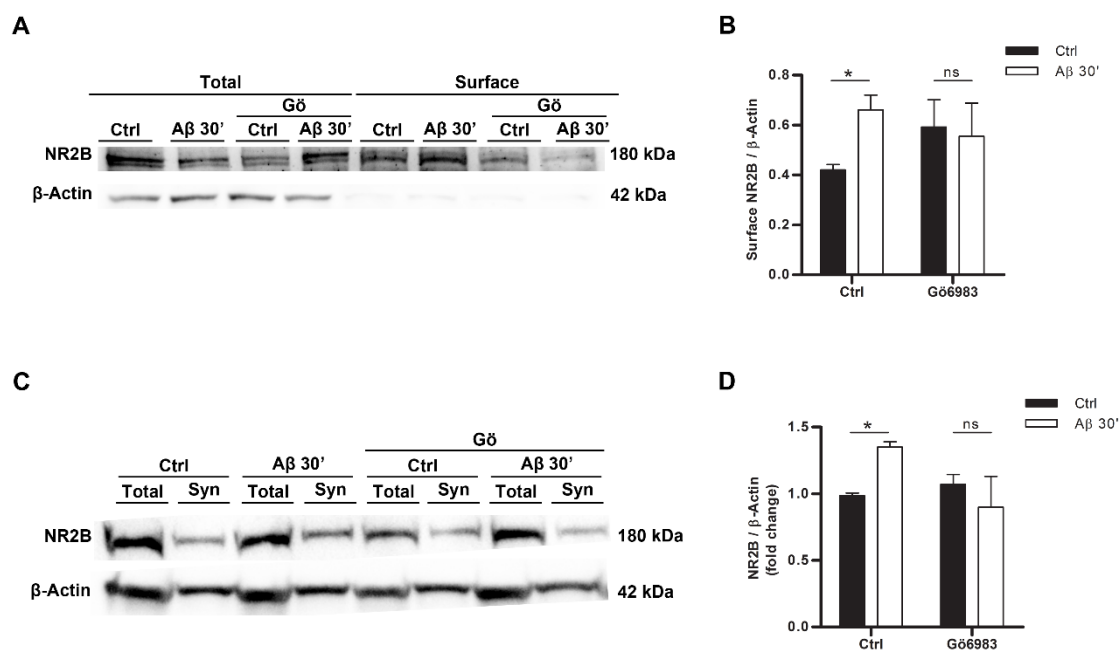 A
Total Surface
Gö Gö
Ctrl Aβ 30' Ctrl Aβ 30' Ctrl Aβ 30' Ctrl Aβ 30'
NR2B 180 kDa
β-Actin 42 kDa
B
Ctrl
Aβ 30'
Surface NR2B / β-Actin
0.8
0.6
0.4
0.2
0.0
* ns
Ctrl Gö6983
C
Gö
Ctrl Aβ 30' Ctrl Aβ 30'
Total Syn Total Syn Total Syn Total Syn
NR2B 180 kDa
β-Actin 42 kDa
D
Ctrl
Aβ 30'
NR2B / β-Actin
(fold change)
1.5
1.0
0.5
0.0
* ns
Ctrl Gö6983